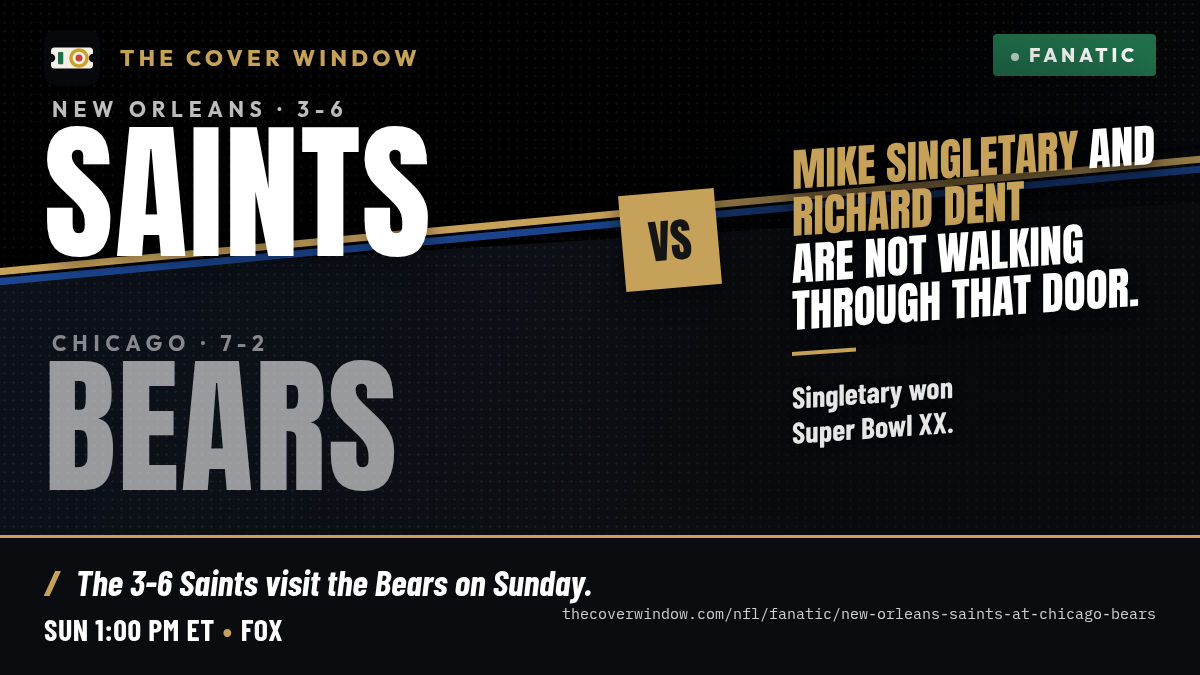 THE COVER WINDOW
FANATIC
NEW ORLEANS · 3-6
SAINTS
VS
CHICAGO · 7-2
BEARS
MIKE SINGLETARY AND
RICHARD DENT
ARE NOT WALKING
THROUGH THAT DOOR.
Singletary won
Super Bowl XX.
/ The 3-6 Saints visit the Bears on Sunday.
SUN 1:00 PM ET • FOX
thecoverwindow.com/nfl/fanatic/new-orleans-saints-at-chicago-bears